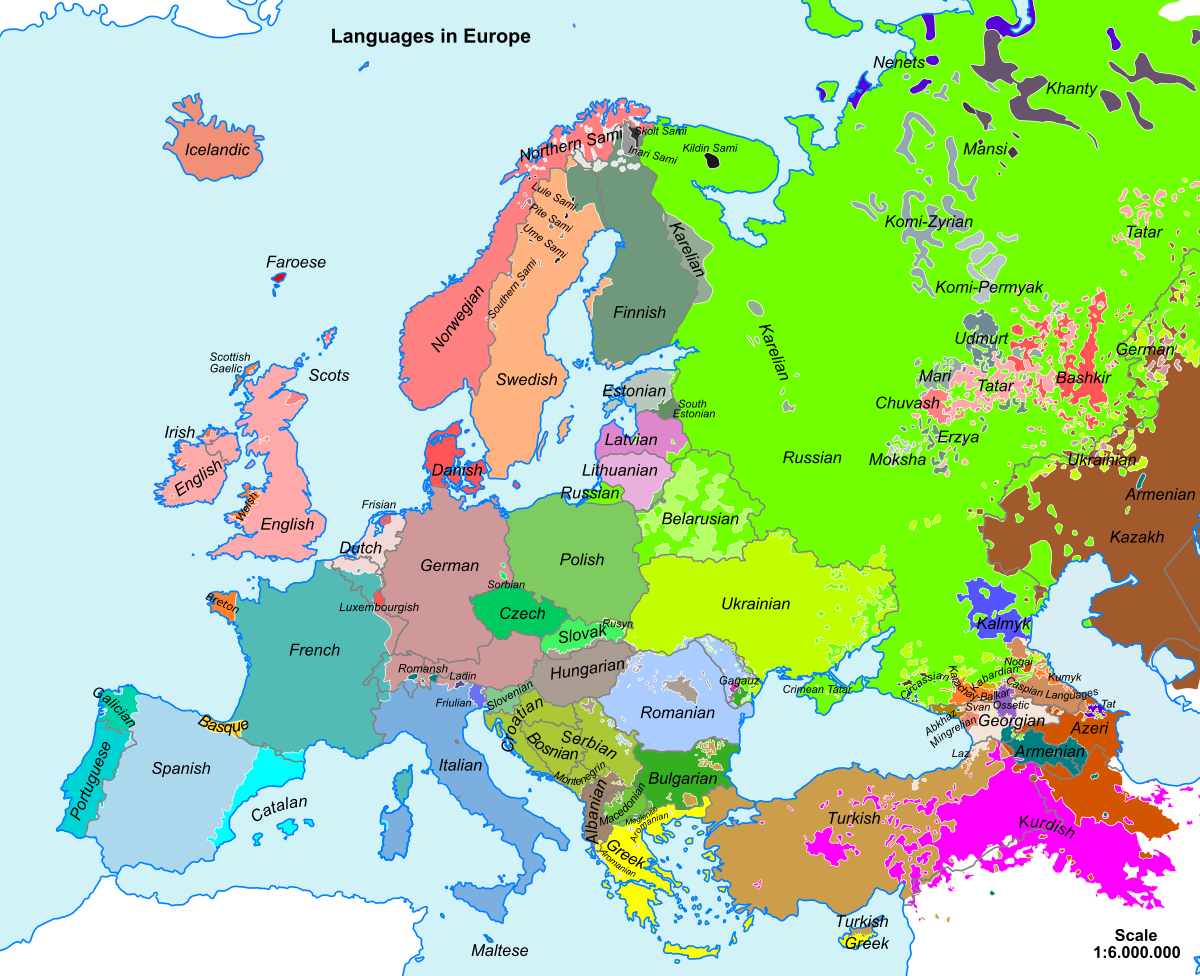 Languages in Europe
Nenets
Khanty
Icelandic
Northern Sami
Skolt Sami
Inari Sami
Kildin Sami
Mansi
Lule Sami
Pite Sami
Ume Sami
Southern Sami
Komi-Zyrian
Tatar
Karelian
Faroese
Komi-Permyak
Norwegian
Finnish
Karelian
Udmurt
German
Scottish
Gaelic
Scots
Swedish
Estonian
South
Estonian
Mari
Tatar
Bashkir
Chuvash
Irish
Latvian
Erzya
English
Danish
Lithuanian
Russian
Moksha
Ukrainian
Welsh
Frisian
Russian
Armenian
English
Belarusian
Dutch
Kazakh
German
Polish
Sorbian
Breton
Luxembourgish
Czech
Ukrainian
Kalmyk
Slovak
Rusyn
French
Romansh
Ladin
Hungarian
Nogai
Kabardian
Kumyk
Circassian
Karachay-Balkar
Caspian Languages
Galician
Friulian
Slovenian
Gagauz
Crimean Tatar
Svan
Ossetic
Tat
Basque
Croatian
Romanian
Abkhaz
Mingrelian
Georgian
Azeri
Laz
Armenian
Portuguese
Spanish
Italian
Bosnian
Serbian
Montenegrin
Bulgarian
Catalan
Albanian
Macedonian
Megleno
Aromanian
Turkish
Kurdish
Greek
Aromanian
Turkish
Greek
Maltese
Scale
1:6.000.000